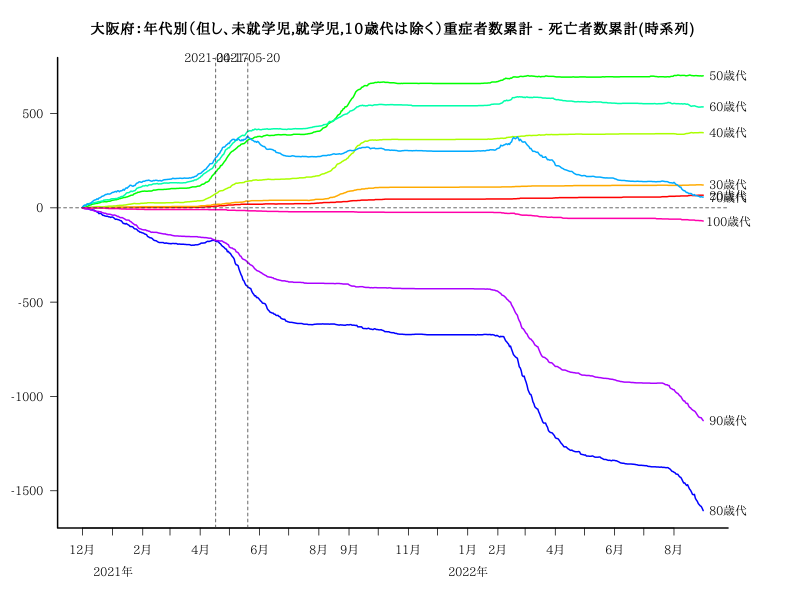 大阪府：年代別（但し、未就学児,就学児,１０歳代は除く）重症者数累計 - 死亡者数累計(時系列)
2021-04-17
05-20
50歳代
60歳代
40歳代
30歳代
70歳代
100歳代
90歳代
80歳代
500
0
-500
-1000
-1500
12月 2月 4月 6月 8月 9月 11月 1月 2月 4月 6月 8月
2021年 2022年